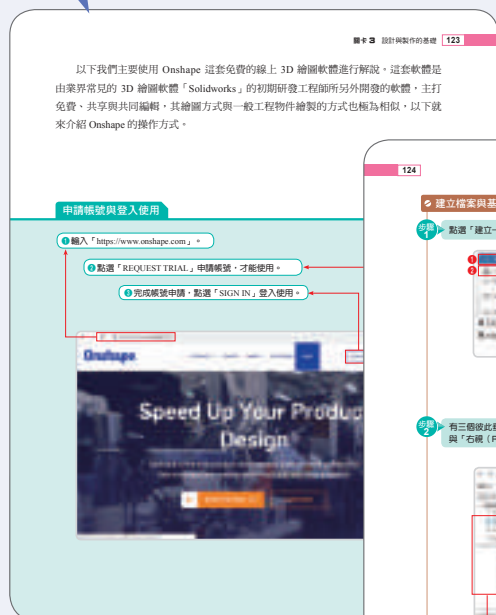 關卡 3 設計與製作的基礎 123
以下我們主要使用 Onshape 這套免費的線上 3D 繪圖軟體進行解說。這套軟體是
由業界常見的 3D 繪圖軟體「Solidworks」的初期研發工程師所另外開發的軟體，主打
免費、共享與共同編輯，其繪圖方式與一般工程物件繪製的方式也極為相似，以下就
來介紹 Onshape 的操作方式。
申請帳號與登入使用
❶ 輸入「https://www.onshape.com」。
❷ 點選「REQUEST TRIAL」申請帳號，才能使用。
❸ 完成帳號申請，點選「SIGN IN」登入使用。
Onshape
Speed Up Your Produc
Design
124
建立檔案與基
步驟 1 點選「建立
❶
❷
步驟 2 有三個彼此
與「右視（